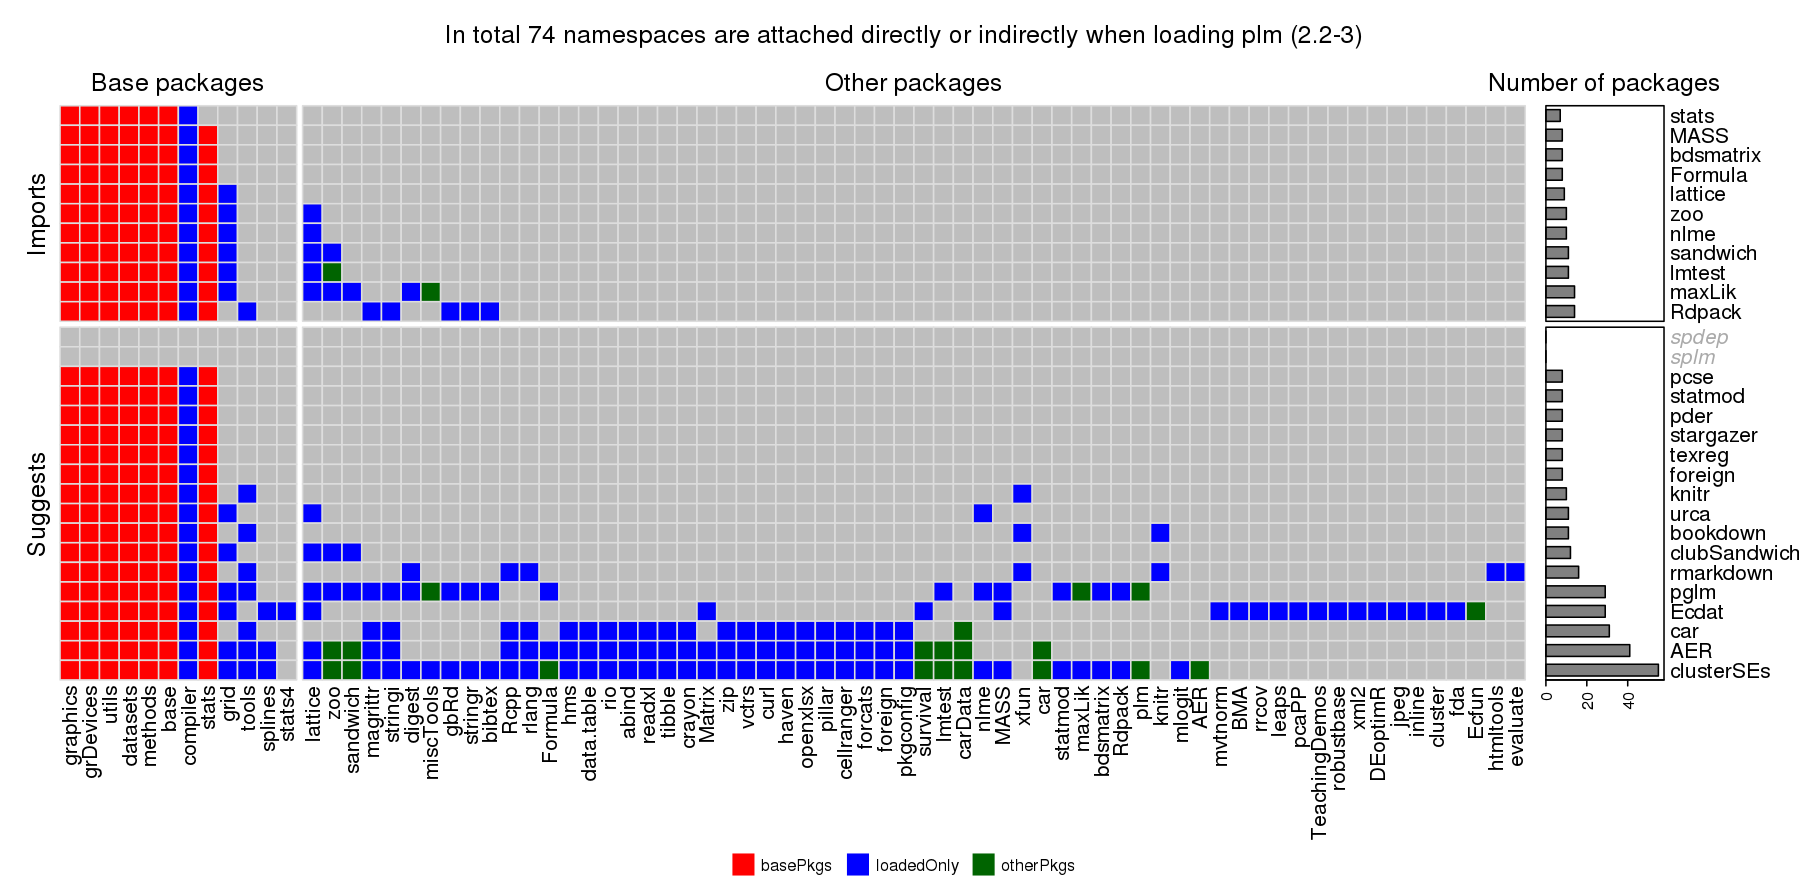 In total 74 namespaces are attached directly or indirectly when loading plm (2.2-3)
Base packages
Other packages
Number of packages
Imports
stats
MASS
bdsmatrix
Formula
lattice
zoo
nlme
sandwich
lmtest
maxLik
Rdpack
Suggests
spdep
splm
pcse
statmod
pder
stargazer
texreg
foreign
knitr
urca
bookdown
clubSandwich
rmarkdown
pglm
Ecdat
car
AER
clusterSEs
0
20
40
graphics
grDevices
utils
datasets
methods
base
compiler
stats
grid
tools
splines
stats4
lattice
zoo
sandwich
magrittr
stringi
digest
miscTools
gbRd
stringr
bibtex
Rcpp
rlang
Formula
hms
data.table
rio
abind
readxl
tibble
crayon
Matrix
zip
vctrs
curl
haven
openxlsx
pillar
cellranger
forcats
foreign
pkgconfig
survival
lmtest
carData
nlme
MASS
xfun
car
statmod
maxLik
bdsmatrix
Rdpack
plm
knitr
mlogit
AER
mvtnorm
BMA
rrcov
leaps
pcaPP
TeachingDemos
robustbase
xml2
DEoptimR
jpeg
inline
cluster
fda
Ecfun
htmltools
evaluate
basePkgs
loadedOnly
otherPkgs